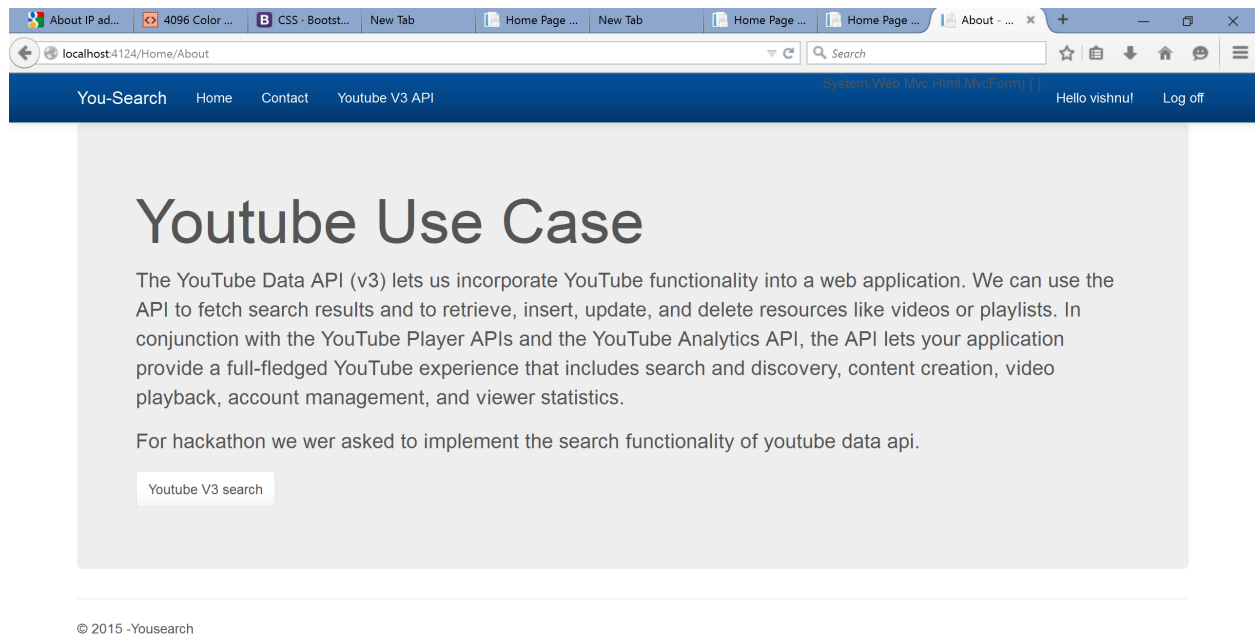 About IP ad...
4096 Color ...
CSS · Bootst...
New Tab
Home Page ...
New Tab
Home Page ...
Home Page ...
About - ...
localhost:4124/Home/About
Search
System.Web.Mvc.Html.MvcForm) { }
You-Search Home Contact Youtube V3 API Hello vishnu! Log off
Youtube Use Case
The YouTube Data API (v3) lets us incorporate YouTube functionality into a web application. We can use the
API to fetch search results and to retrieve, insert, update, and delete resources like videos or playlists. In
conjunction with the YouTube Player APIs and the YouTube Analytics API, the API lets your application
provide a full-fledged YouTube experience that includes search and discovery, content creation, video
playback, account management, and viewer statistics.
For hackathon we wer asked to implement the search functionality of youtube data api.
Youtube V3 search
© 2015 -Yousearch